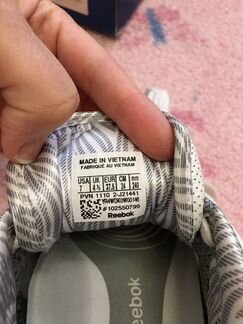 MADE IN VIETNAM
FABRIQUÉ AU VIETNAM
USA UK EUR CM mm
7 4½ 37.5 24 240
PVN 1110 2-J21441
#102550799
Reebok
Reebok